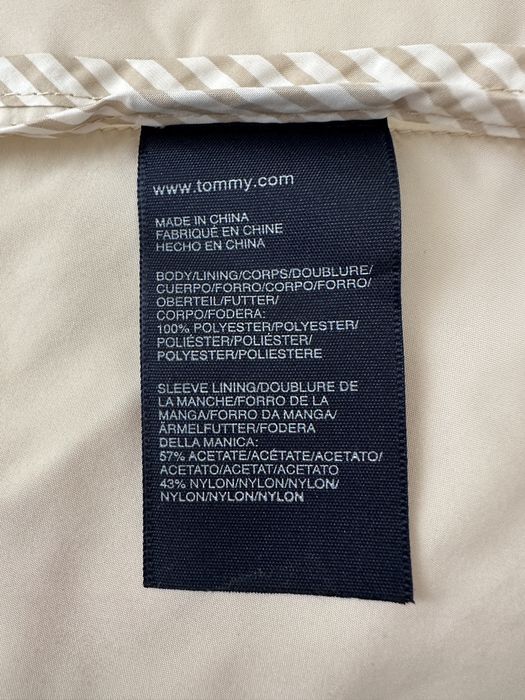 www.tommy.com
MADE IN CHINA
FABRIQUÉ EN CHINE
HECHO EN CHINA
BODY/LINING/CORPS/DOUBLURE/
CUERPO/FORRO/CORPO/FORRO/
OBERTEIL/FUTTER/
CORPO/FODERA:
100% POLYESTER/POLYESTER/
POLIÉSTER/POLIÉSTER/
POLYESTER/POLIESTERE
SLEEVE LINING/DOUBLURE DE
LA MANCHE/FORRO DE LA
MANGA/FORRO DA MANGA/
ÄRMELFUTTER/FODERA
DELLA MANICA:
57% ACETATE/ACÉTATE/ACETATO/
ACETATO/ACETAT/ACETATO
43% NYLON/NYLON/NYLON/
NYLON/NYLON/NYLON